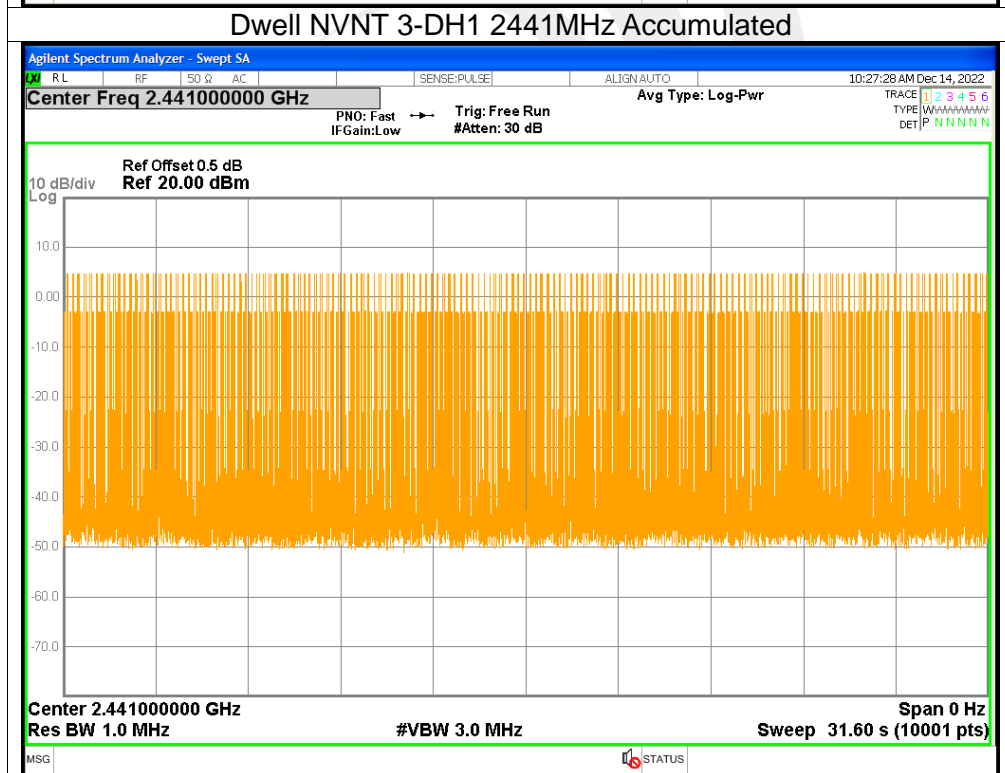 Dwell NVNT 3-DH1 2441MHz Accumulated
Agilent Spectrum Analyzer - Swept SA
LXI RL RF 50 Ω AC SENSE:PULSE ALIGN AUTO 10:27:28 AM Dec 14, 2022
Center Freq 2.441000000 GHz
Avg Type: Log-Pwr
TRACE 1 2 3 4 5 6
PNO: Fast
Trig: Free Run
TYPE WWWWWW
IFGain:Low
#Atten: 30 dB
DET P N N N N N
Ref Offset 0.5 dB
10 dB/div Ref 20.00 dBm
Log
10.0
0.00
-10.0
-20.0
-30.0
-40.0
-50.0
-60.0
-70.0
Center 2.441000000 GHz Span 0 Hz
Res BW 1.0 MHz #VBW 3.0 MHz Sweep 31.60 s (10001 pts)
MSG STATUS